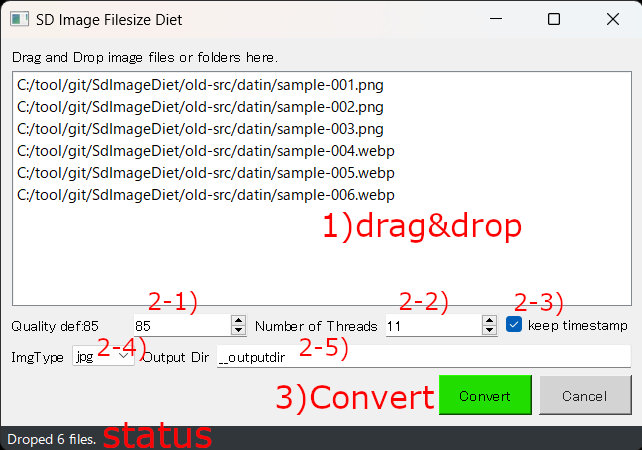 SD Image Filesize Diet
Drag and Drop image files or folders here.
C:/tool/git/SdImageDiet/old-src/datin/sample-001.png
C:/tool/git/SdImageDiet/old-src/datin/sample-002.png
C:/tool/git/SdImageDiet/old-src/datin/sample-003.png
C:/tool/git/SdImageDiet/old-src/datin/sample-004.webp
C:/tool/git/SdImageDiet/old-src/datin/sample-005.webp
C:/tool/git/SdImageDiet/old-src/datin/sample-006.webp
1)drag&drop
2-1) 2-2) 2-3)
Quality def:85 85 Number of Threads 11 keep timestamp
ImgType jpg 2-4) Output Dir __outputdir 2-5)
3)Convert Convert Cancel
Droped 6 files. status